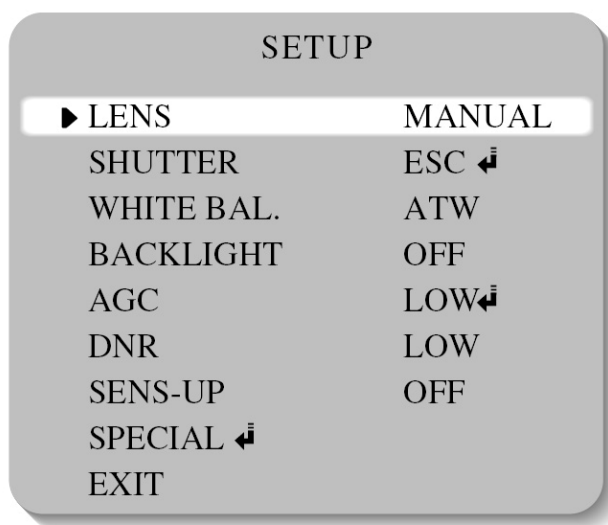 SETUP
LENS MANUAL
SHUTTER ESC ↲
WHITE BAL. ATW
BACKLIGHT OFF
AGC LOW↲
DNR LOW
SENS-UP OFF
SPECIAL ↲
EXIT